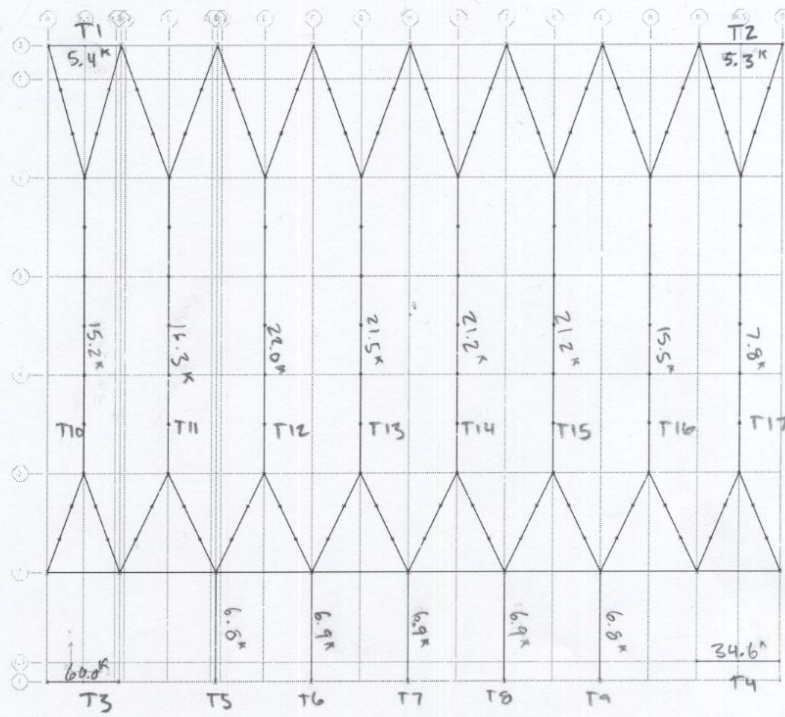 T1
5.4ᴷ
T2
5.3ᴷ
15.2ᴷ
22.0ᴷ
21.5ᴷ
21.2ᴷ
21.2ᴷ
15.5ᴷ
7.8ᴷ
T10
T11
T12
T13
T14
T15
T16
T17
6.8ᴷ
6.9ᴷ
6.9ᴷ
6.9ᴷ
6.8ᴷ
60.0ᴷ
34.6ᴷ
T3
T5
T6
T7
T8
T9
T4